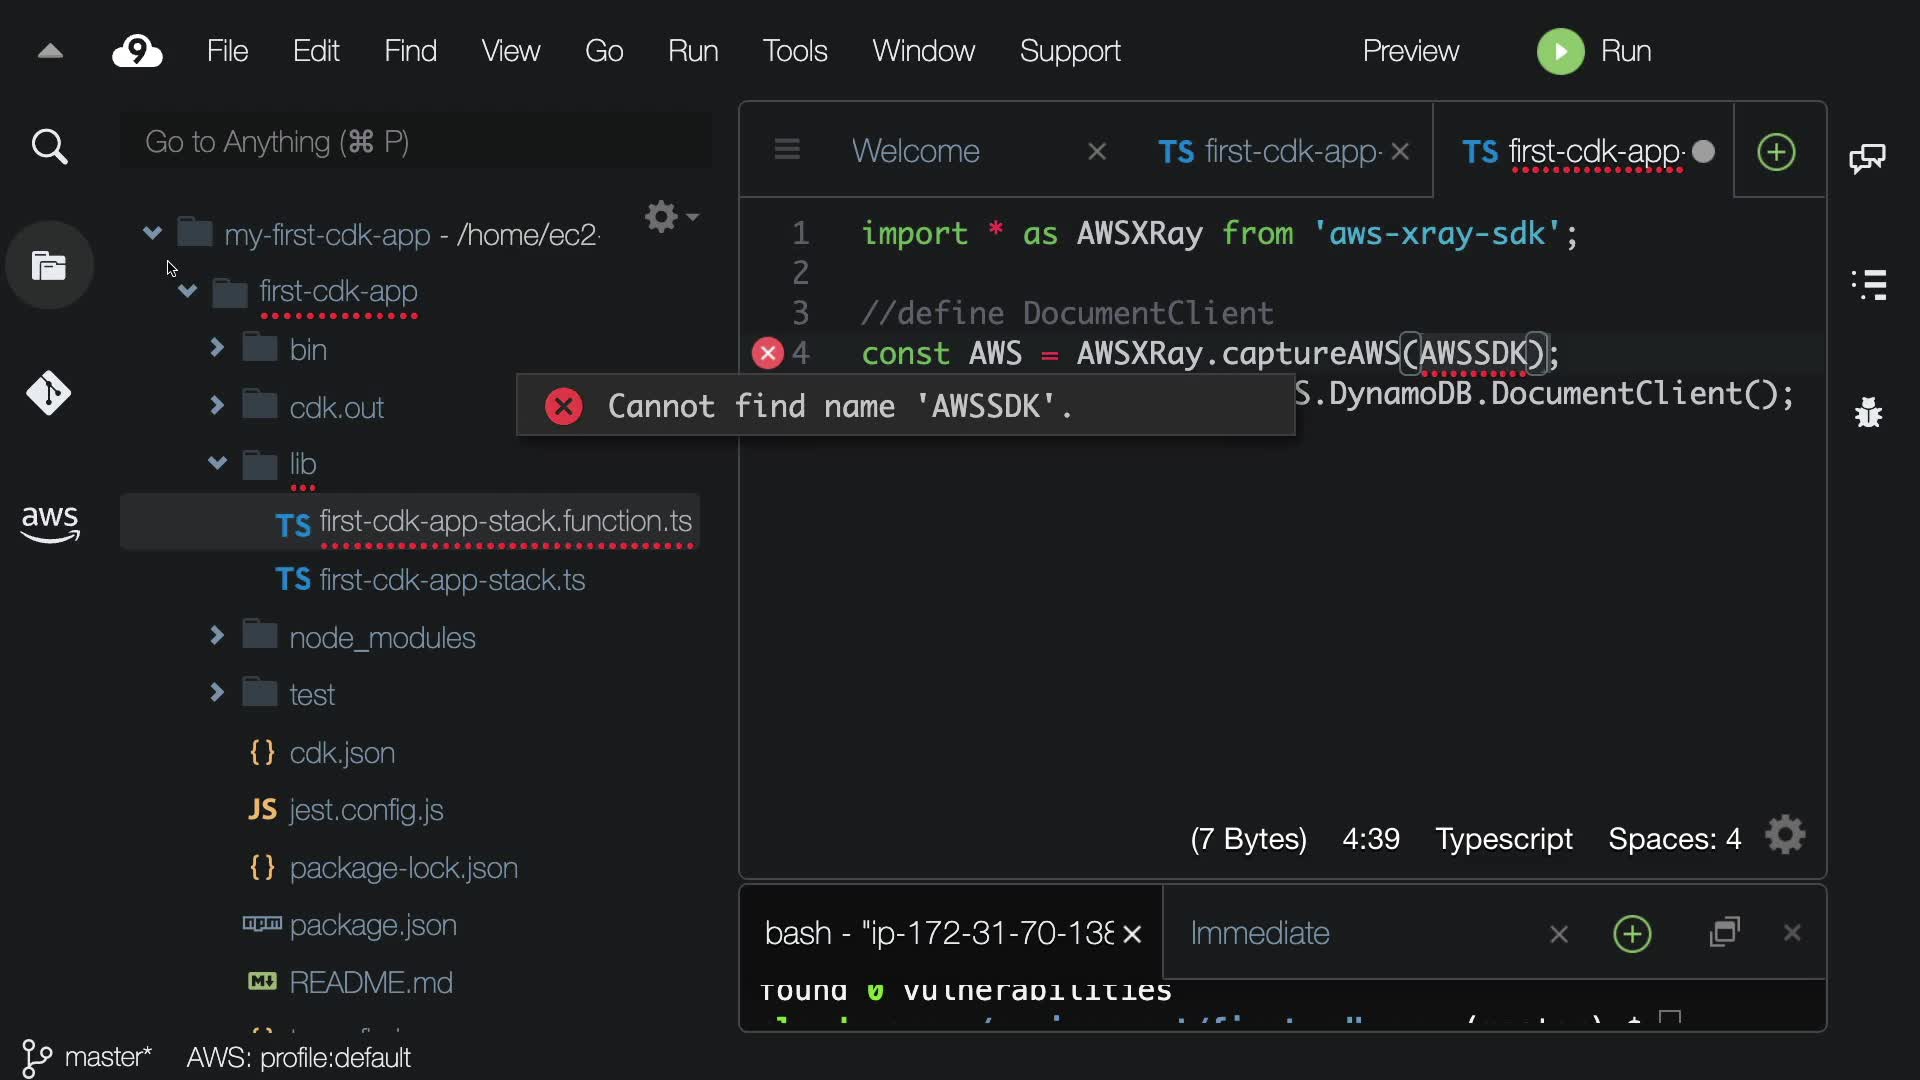 9 File Edit Find View Go Run Tools Window Support Preview Run
Go to Anything (⌘ P)
my-first-cdk-app - /home/ec2-
first-cdk-app
bin
cdk.out
lib
TS first-cdk-app-stack.function.ts
TS first-cdk-app-stack.ts
node_modules
test
{} cdk.json
JS jest.config.js
{} package-lock.json
package.json
M README.md
aws
Welcome
TS first-cdk-app-
TS first-cdk-app-
1 import * as AWSXRay from 'aws-xray-sdk';
2
3 //define DocumentClient
4 const AWS = AWSXRay.captureAWS(AWSSDK);
S.DynamoDB.DocumentClient();
Cannot find name 'AWSSDK'.
(7 Bytes) 4:39 Typescript Spaces: 4
bash - "ip-172-31-70-138
Immediate
found 0 vulnerabilities
master* AWS: profile:default